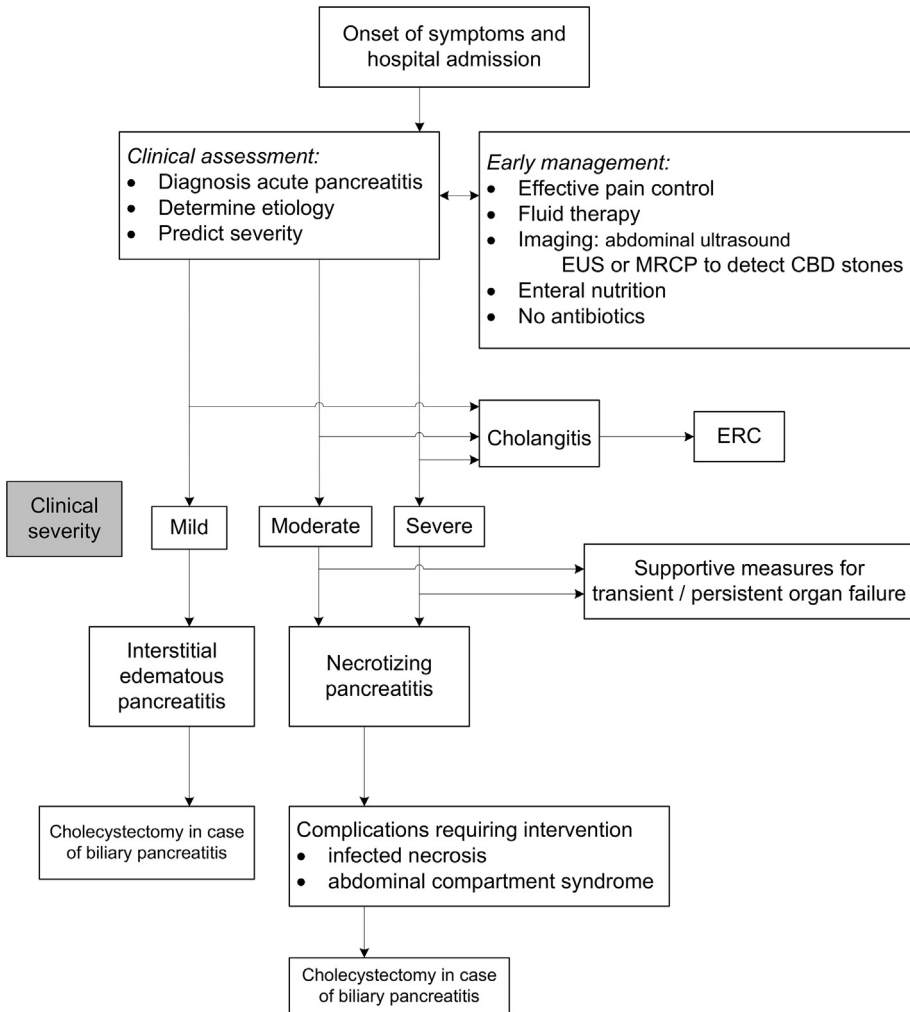 Onset of symptoms and
hospital admission
Clinical assessment:
• Diagnosis acute pancreatitis
• Determine etiology
• Predict severity
Early management:
• Effective pain control
• Fluid therapy
• Imaging: abdominal ultrasound
EUS or MRCP to detect CBD stones
• Enteral nutrition
• No antibiotics
Cholangitis
ERC
Clinical
severity
Mild
Moderate
Severe
Supportive measures for
transient / persistent organ failure
Interstitial
edematous
pancreatitis
Necrotizing
pancreatitis
Cholecystectomy in case
of biliary pancreatitis
Complications requiring intervention
• infected necrosis
• abdominal compartment syndrome
Cholecystectomy in case
of biliary pancreatitis